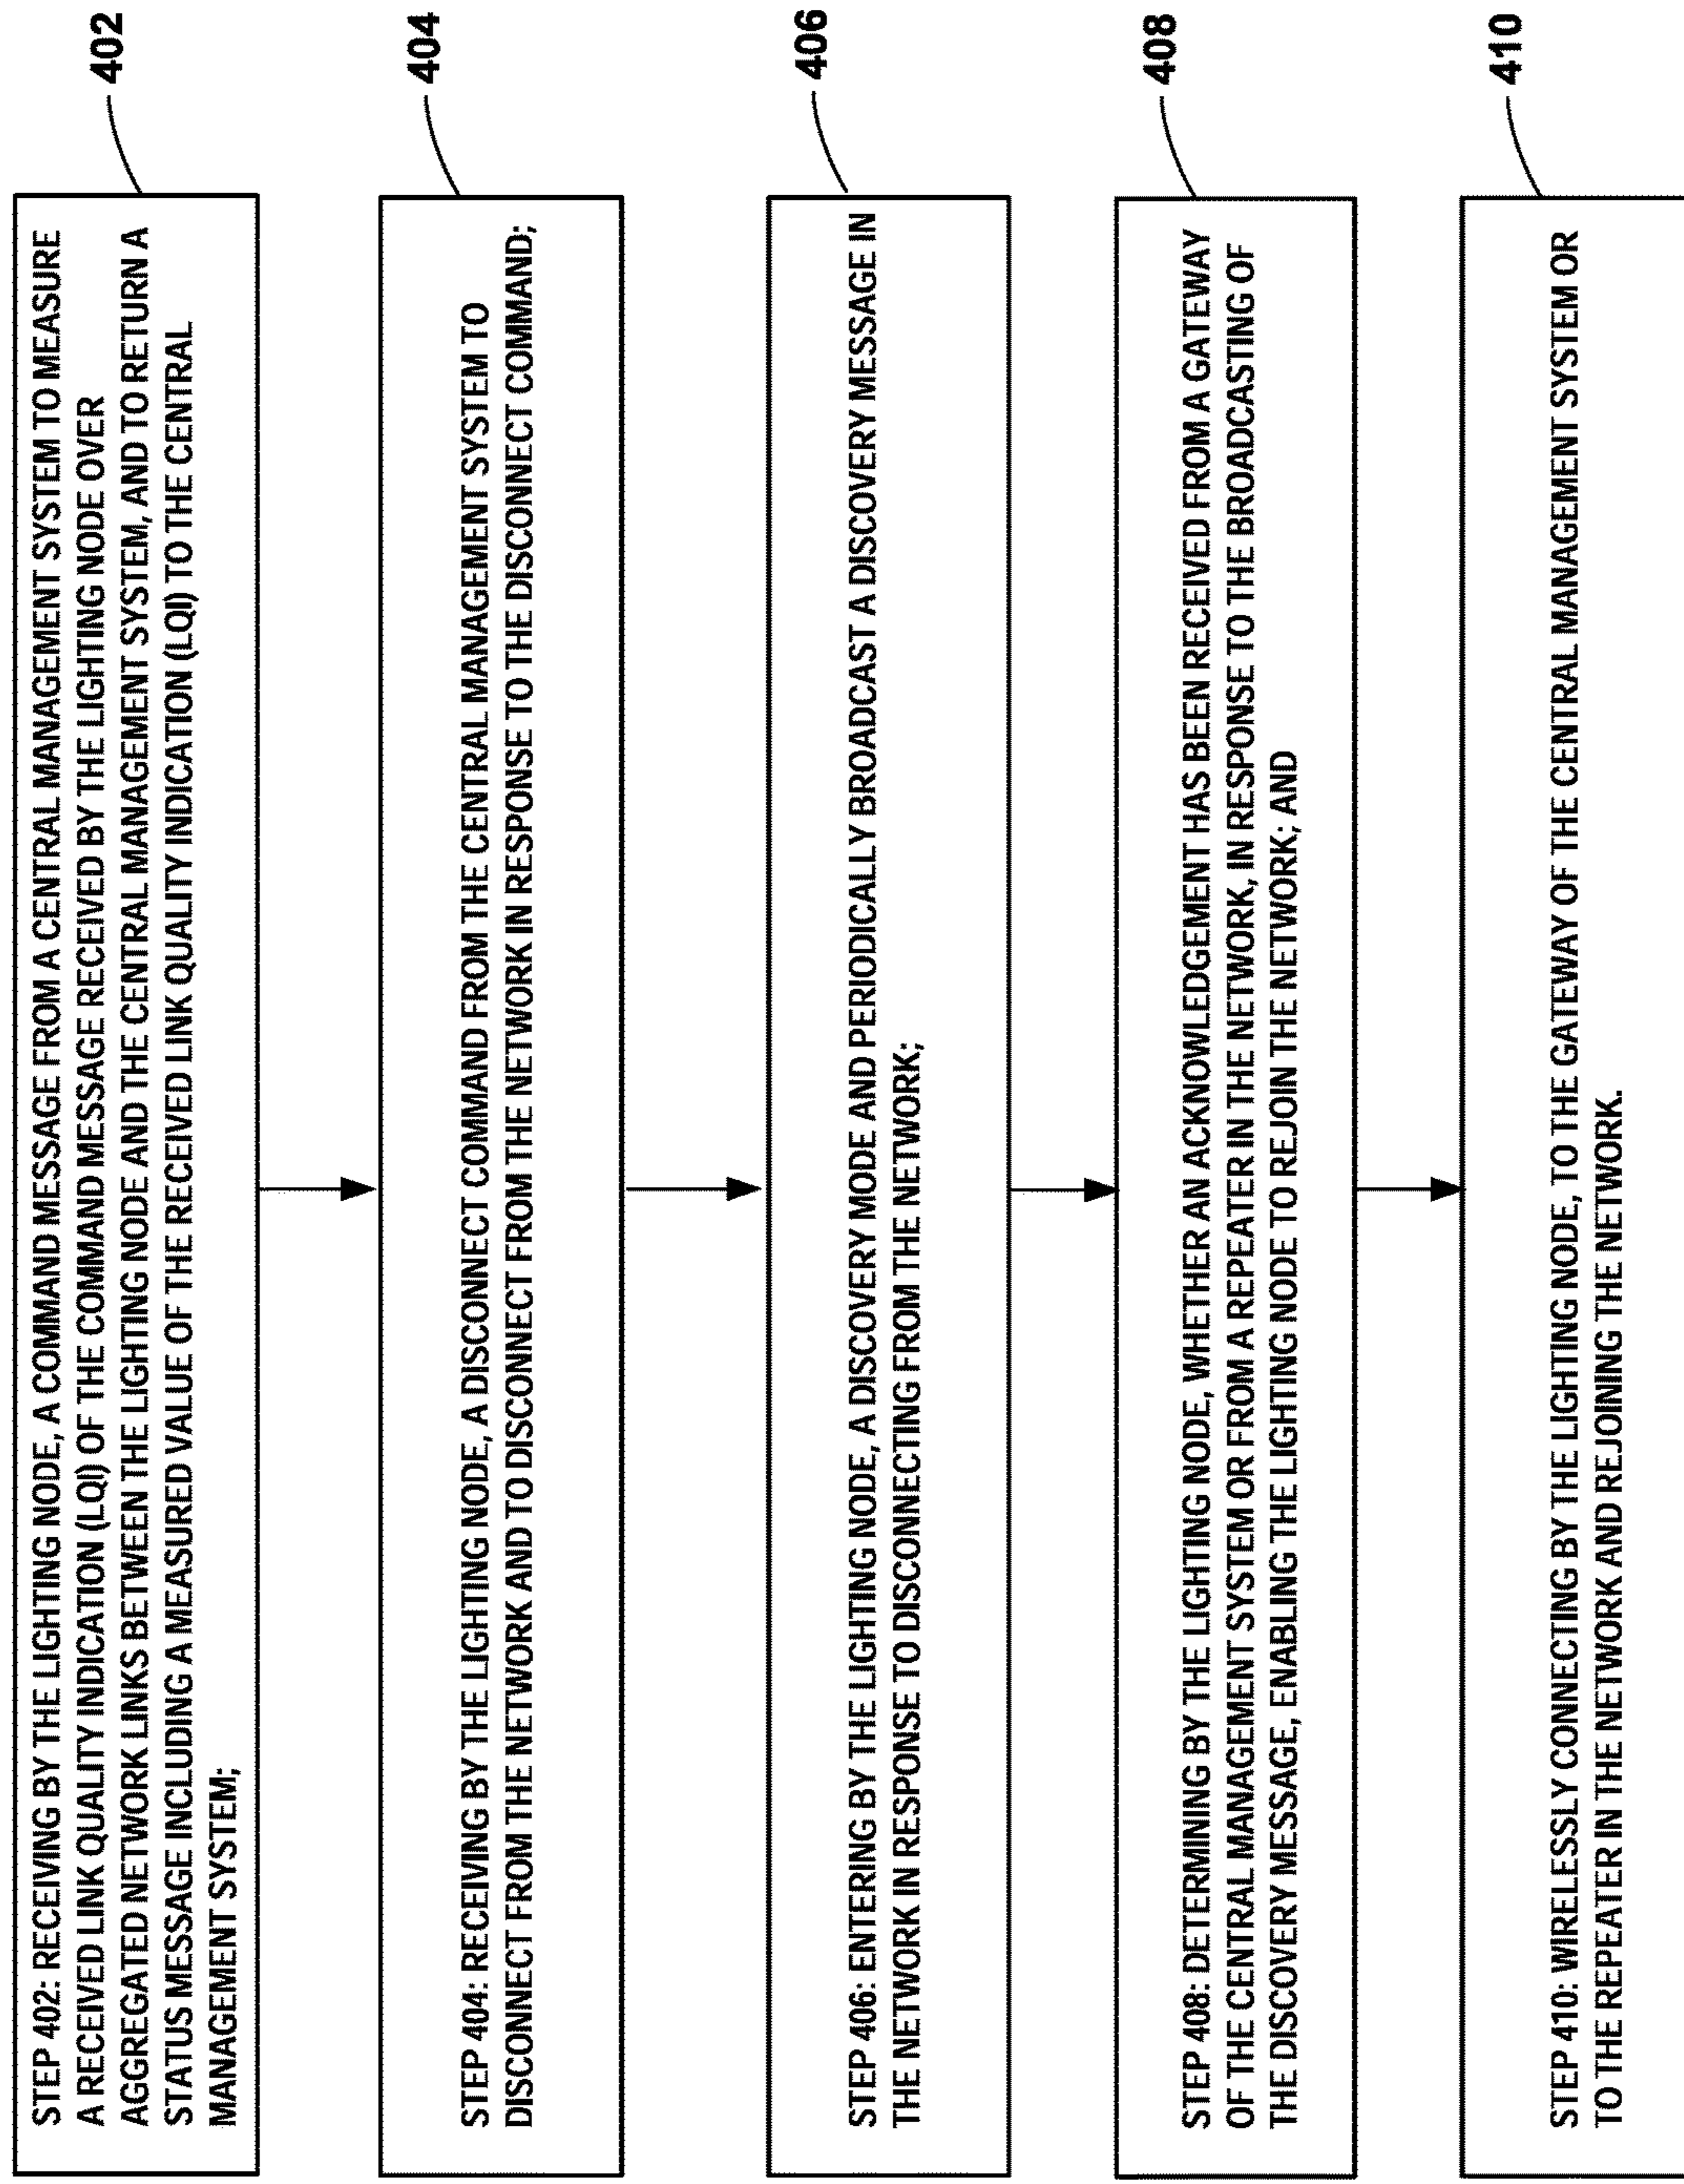 STEP 402: RECEIVING BY THE LIGHTING NODE, A COMMAND MESSAGE FROM A CENTRAL MANAGEMENT SYSTEM TO MEASURE
A RECEIVED LINK QUALITY INDICATION (LQI) OF THE COMMAND MESSAGE RECEIVED BY THE LIGHTING NODE OVER
AGGREGATED NETWORK LINKS BETWEEN THE LIGHTING NODE AND THE CENTRAL MANAGEMENT SYSTEM, AND TO RETURN A
STATUS MESSAGE INCLUDING A MEASURED VALUE OF THE RECEIVED LINK QUALITY INDICATION (LQI) TO THE CENTRAL
MANAGEMENT SYSTEM;
402
STEP 404: RECEIVING BY THE LIGHTING NODE, A DISCONNECT COMMAND FROM THE CENTRAL MANAGEMENT SYSTEM TO
DISCONNECT FROM THE NETWORK AND TO DISCONNECT FROM THE NETWORK IN RESPONSE TO THE DISCONNECT COMMAND;
404
STEP 406: ENTERING BY THE LIGHTING NODE, A DISCOVERY MODE AND PERIODICALLY BROADCAST A DISCOVERY MESSAGE IN
THE NETWORK IN RESPONSE TO DISCONNECTING FROM THE NETWORK;
406
STEP 408: DETERMINING BY THE LIGHTING NODE, WHETHER AN ACKNOWLEDGEMENT HAS BEEN RECEIVED FROM A GATEWAY
OF THE CENTRAL MANAGEMENT SYSTEM OR FROM A REPEATER IN THE NETWORK, IN RESPONSE TO THE BROADCASTING OF
THE DISCOVERY MESSAGE, ENABLING THE LIGHTING NODE TO REJOIN THE NETWORK; AND
408
STEP 410: WIRELESSLY CONNECTING BY THE LIGHTING NODE, TO THE GATEWAY OF THE CENTRAL MANAGEMENT SYSTEM OR
TO THE REPEATER IN THE NETWORK AND REJOINING THE NETWORK.
410